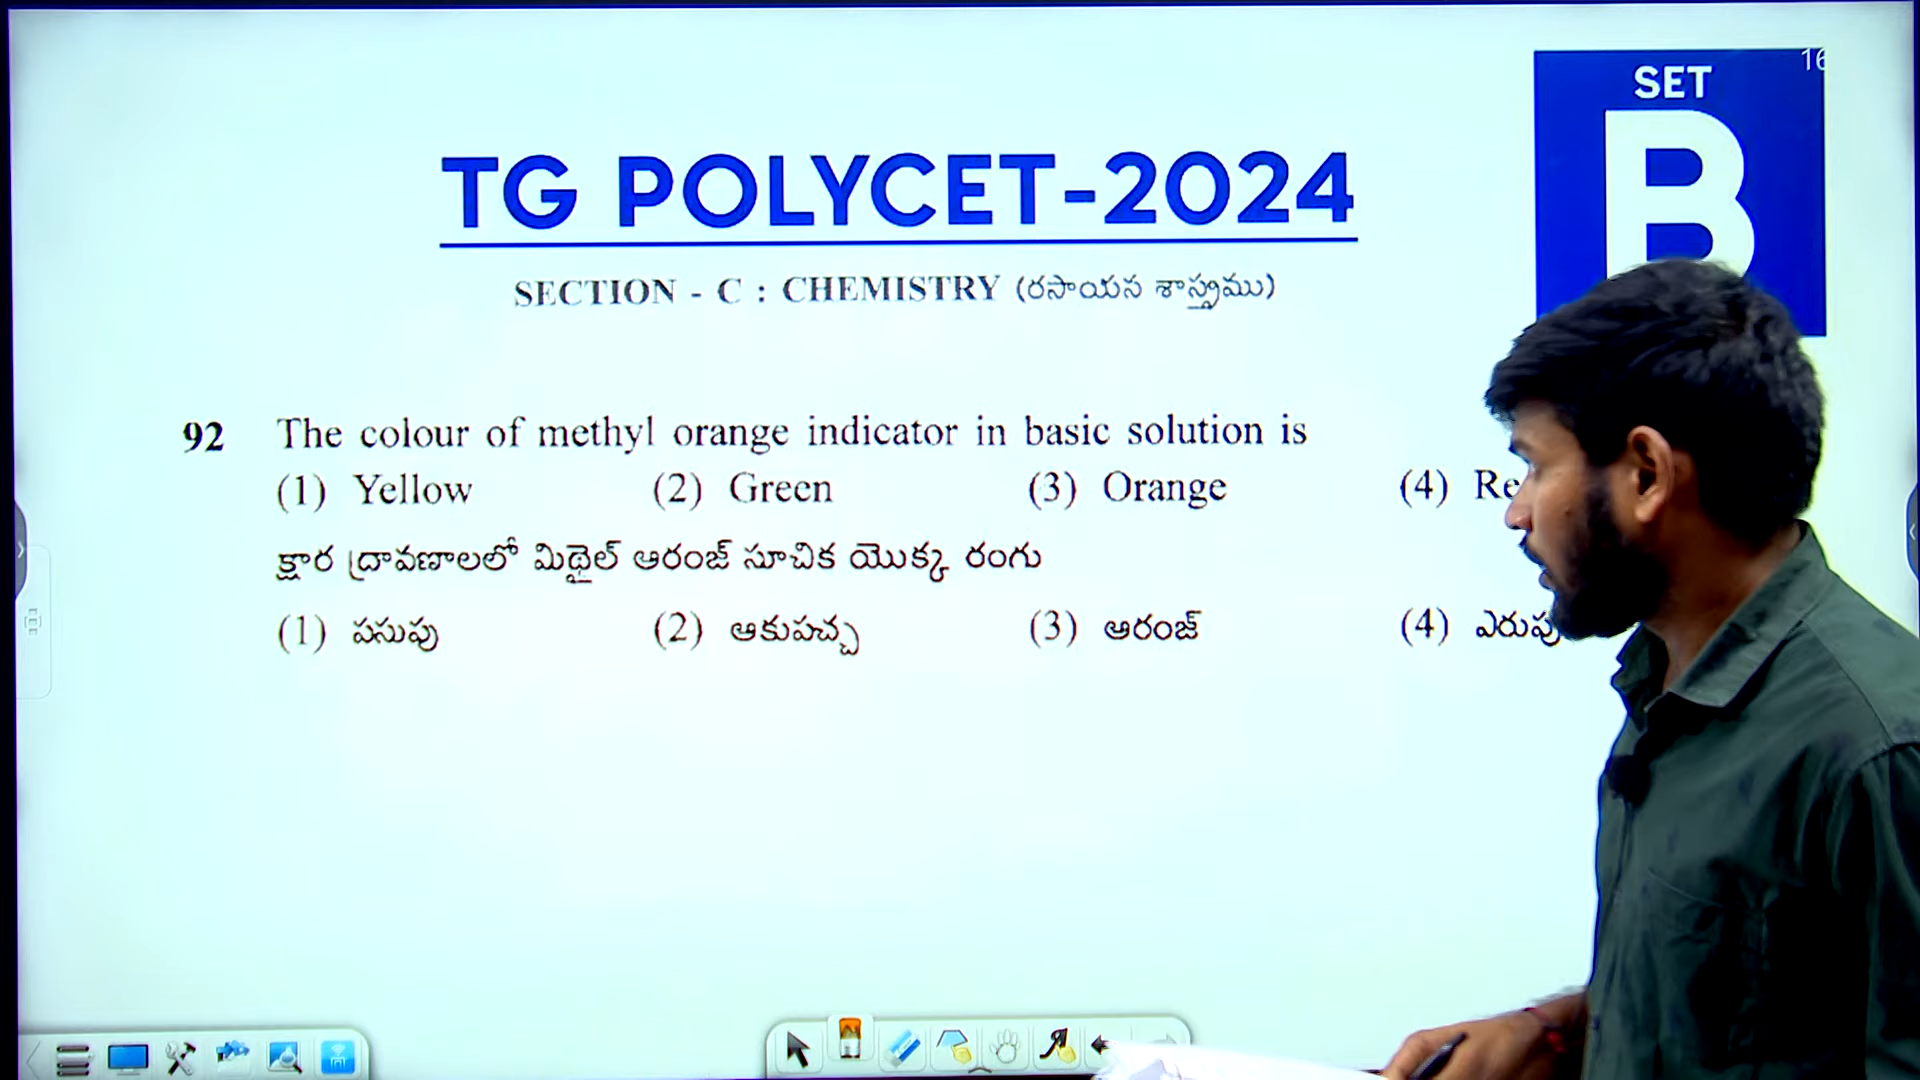 16
SET
B
TG POLYCET-2024
SECTION - C : CHEMISTRY (రసాయన శాస్త్రము)
92 The colour of methyl orange indicator in basic solution is
(1) Yellow (2) Green (3) Orange (4)
క్షార ద్రావణాలలో మిథైల్ ఆరంజ్ సూచిక యొక్క రంగు
(1) పసుపు (2) ఆకుపచ్చ (3) ఆరంజ్ (4) ఎరుపు